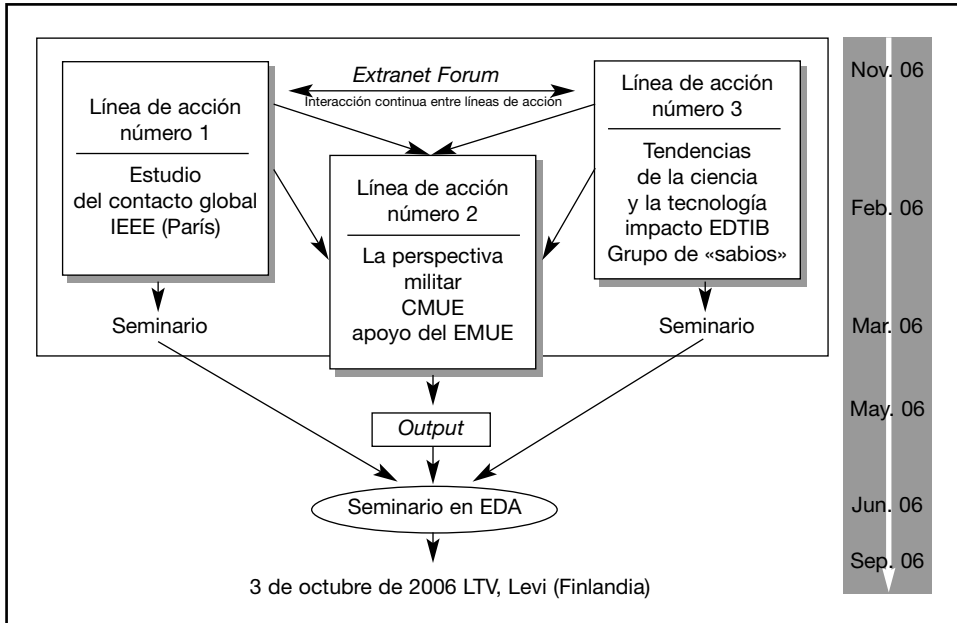 Extranet Forum
Interacción continua entre líneas de acción
Línea de acción
número 1
Estudio
del contacto global
IEEE (París)
Seminario
Línea de acción
número 2
La perspectiva
militar
CMUE
apoyo del EMUE
Línea de acción
número 3
Tendencias
de la ciencia
y la tecnología
impacto EDTIB
Grupo de «sabios»
Seminario
Output
Seminario en EDA
3 de octubre de 2006 LTV, Levi (Finlandia)
Nov. 06
Feb. 06
Mar. 06
May. 06
Jun. 06
Sep. 06